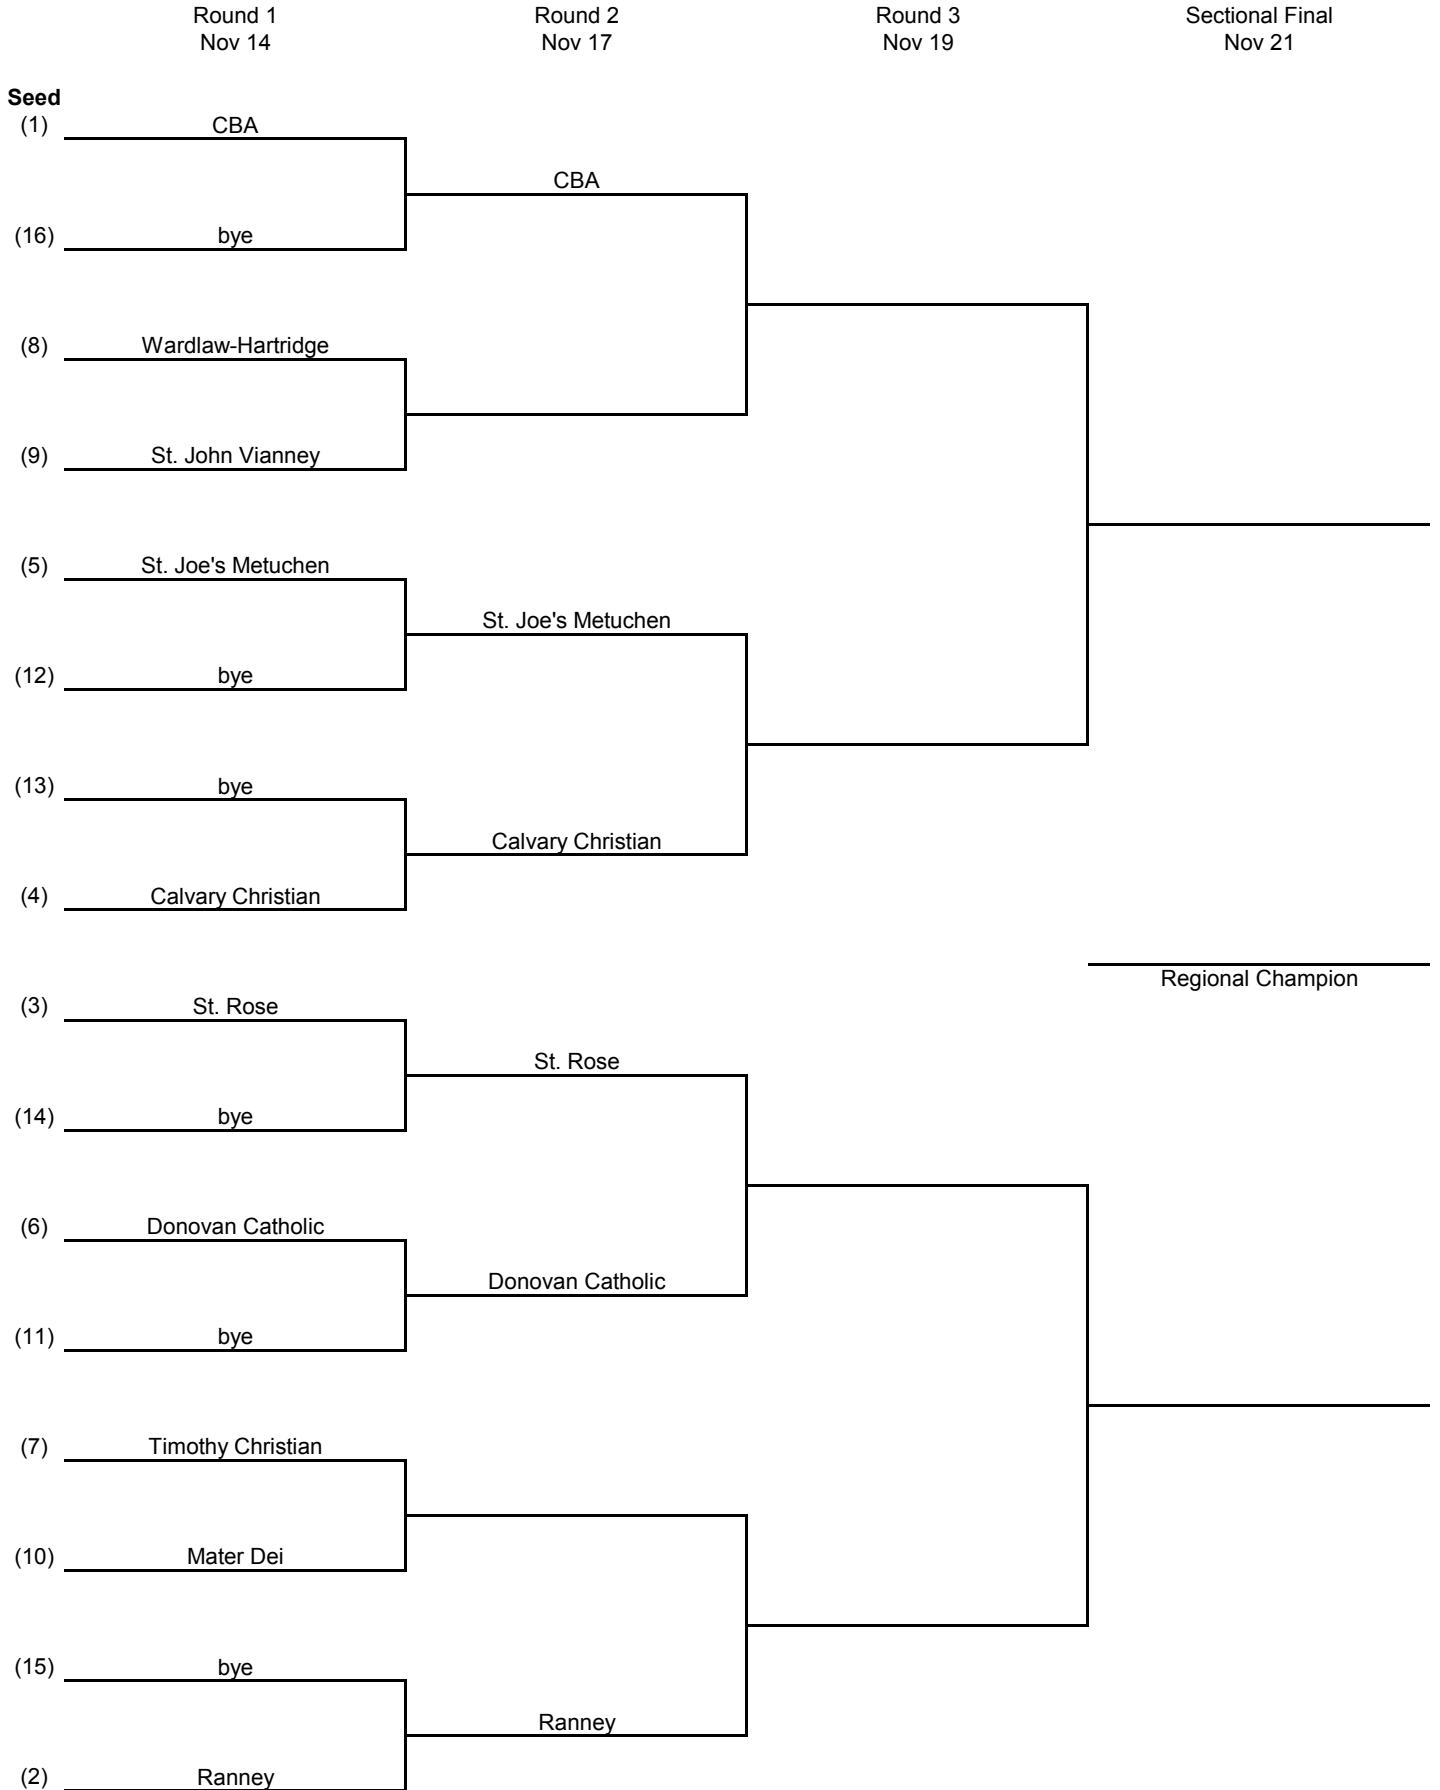 Round 1 Round 2 Round 3 Sectional Final
Nov 14 Nov 17 Nov 19 Nov 21
Seed
(1) CBA
CBA
(16) bye
(8) Wardlaw-Hartridge
(9) St. John Vianney
(5) St. Joe's Metuchen
St. Joe's Metuchen
(12) bye
(13) bye
Calvary Christian
(4) Calvary Christian
Regional Champion
(3) St. Rose
St. Rose
(14) bye
(6) Donovan Catholic
Donovan Catholic
(11) bye
(7) Timothy Christian
(10) Mater Dei
(15) bye
Ranney
(2) Ranney